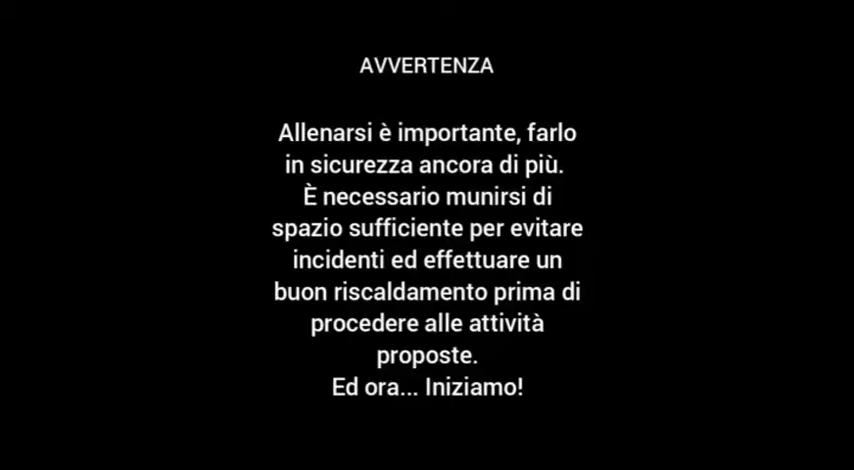 AVVERTENZA
Allenarsi è importante, farlo
in sicurezza ancora di più.
È necessario munirsi di
spazio sufficiente per evitare
incidenti ed effettuare un
buon riscaldamento prima di
procedere alle attività
proposte.
Ed ora... Iniziamo!